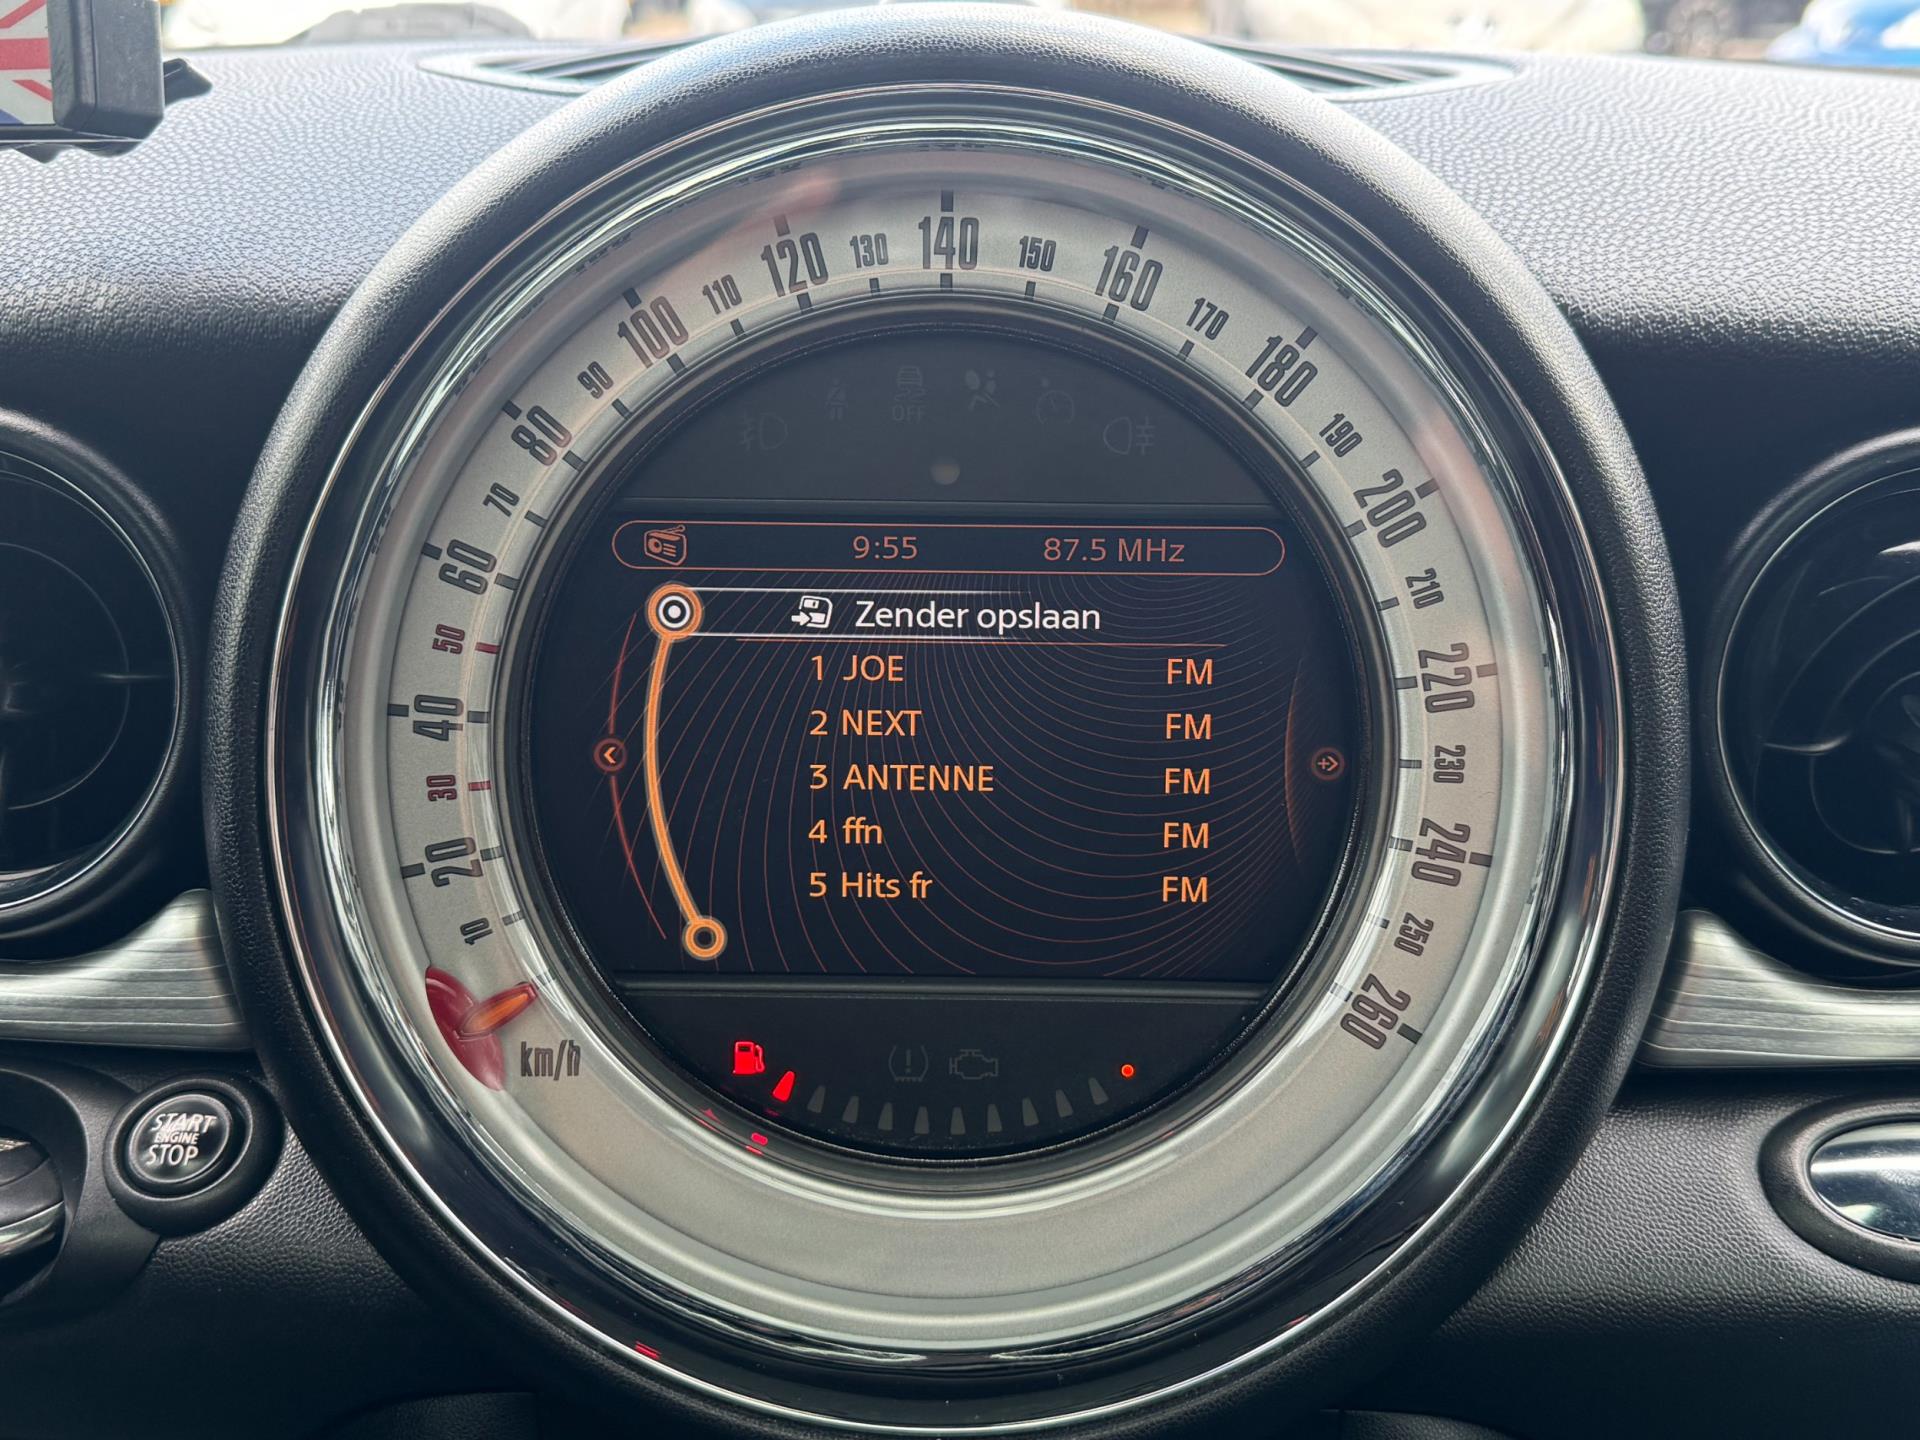 140
130
150
120
160
110
170
100
180
90
190
80
200
70
210
60
220
50
230
40
240
30
250
20
260
10
km/h
OFF
9:55 87.5 MHz
Zender opslaan
1 JOE FM
2 NEXT FM
3 ANTENNE FM
4 ffn FM
5 Hits fr FM
START
ENGINE
STOP